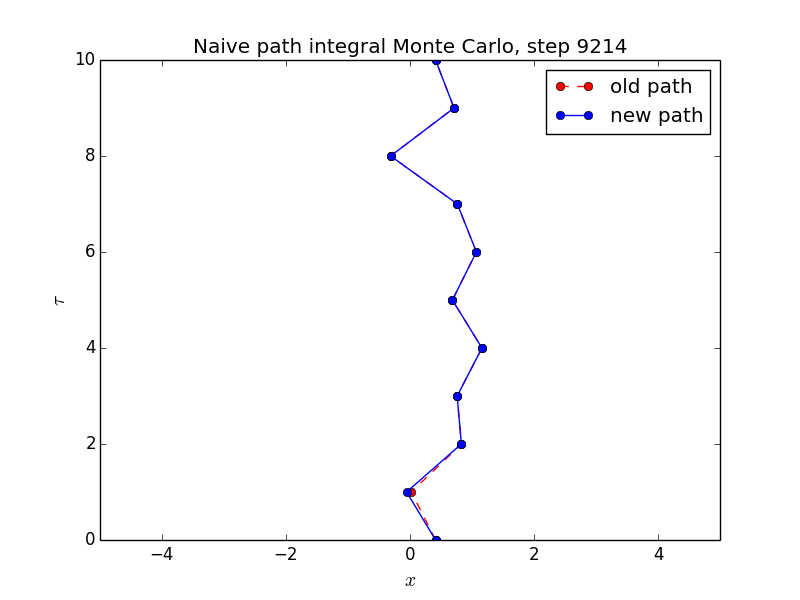 Naive path integral Monte Carlo, step 9214
10
old path
new path
8
6
τ
4
2
0
−4 −2 0 2 4
x